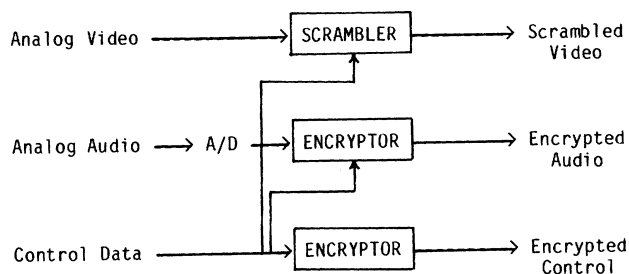 Analog Video
SCRAMBLER
Scrambled
Video
Analog Audio
A/D
ENCRYPTOR
Encrypted
Audio
Control Data
ENCRYPTOR
Encrypted
Control